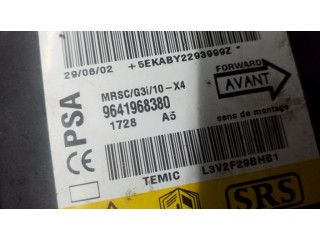 29/06/02 +5EKABY2293999Z
FORWARD
AVANT
sens de montage
CE PSA
MRSC/G3i/10-X4
9641968380
1728 A5
TEMIC L3V2F29BHB1
SRS